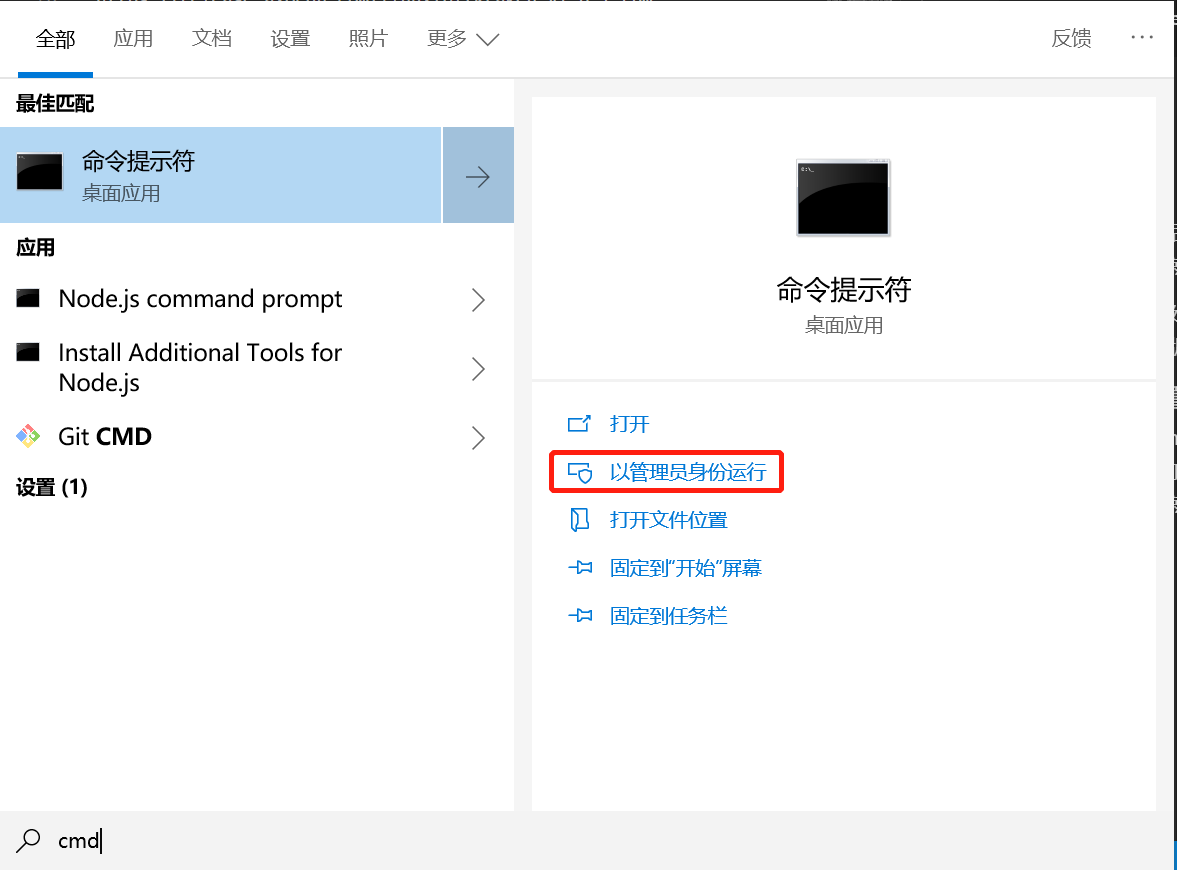 全部 应用 文档 设置 照片 更多 反馈 ···
最佳匹配
命令提示符
桌面应用
应用
Node.js command prompt
Install Additional Tools for
Node.js
Git CMD
设置 (1)
命令提示符
桌面应用
打开
以管理员身份运行
打开文件位置
固定到"开始"屏幕
固定到任务栏
cmd